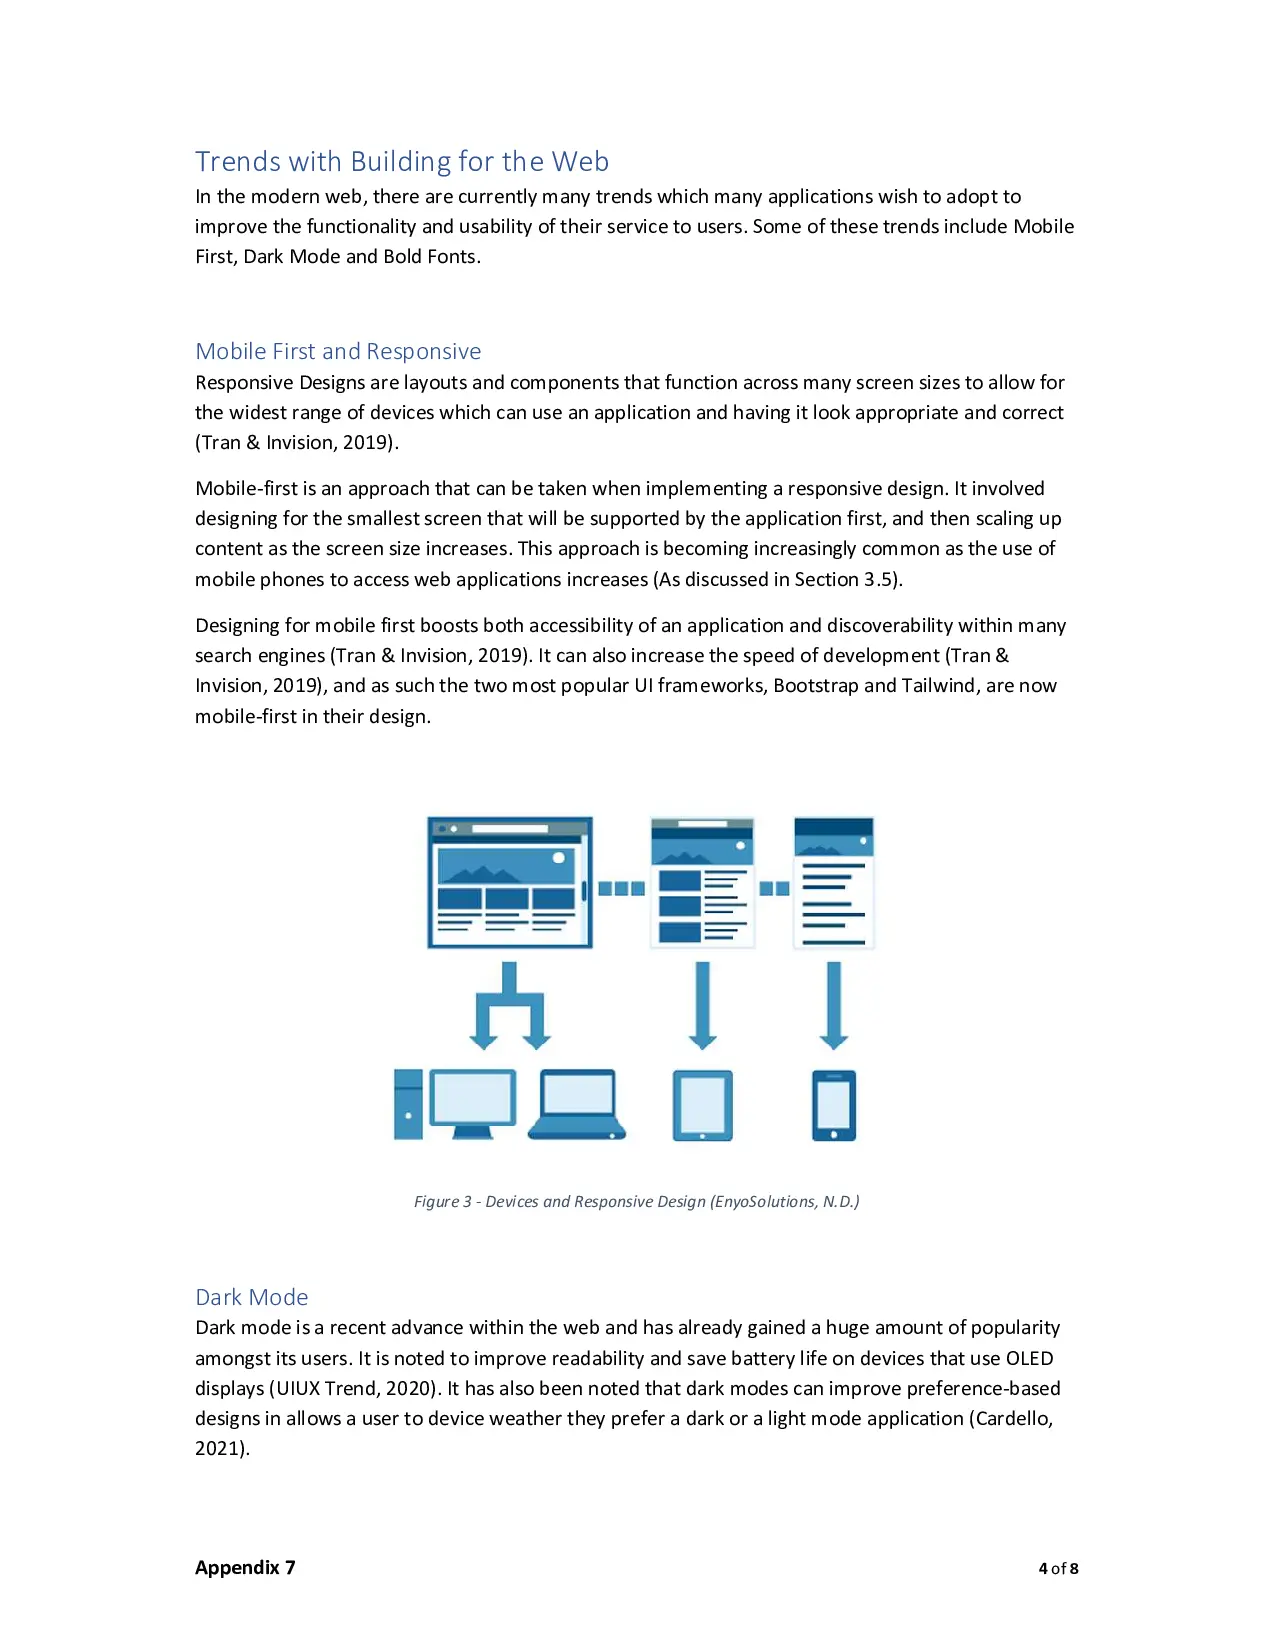 Trends with Building for the Web
In the modern web, there are currently many trends which many applications wish to adopt to
improve the functionality and usability of their service to users. Some of these trends include Mobile
First, Dark Mode and Bold Fonts.
Mobile First and Responsive
Responsive Designs are layouts and components that function across many screen sizes to allow for
the widest range of devices which can use an application and having it look appropriate and correct
(Tran & Invision, 2019).
Mobile-first is an approach that can be taken when implementing a responsive design. It involved
designing for the smallest screen that will be supported by the application first, and then scaling up
content as the screen size increases. This approach is becoming increasingly common as the use of
mobile phones to access web applications increases (As discussed in Section 3.5).
Designing for mobile first boosts both accessibility of an application and discoverability within many
search engines (Tran & Invision, 2019). It can also increase the speed of development (Tran &
Invision, 2019), and as such the two most popular UI frameworks, Bootstrap and Tailwind, are now
mobile-first in their design.
Figure 3 - Devices and Responsive Design (EnyoSolutions, N.D.)
Dark Mode
Dark mode is a recent advance within the web and has already gained a huge amount of popularity
amongst its users. It is noted to improve readability and save battery life on devices that use OLED
displays (UIUX Trend, 2020). It has also been noted that dark modes can improve preference-based
designs in allows a user to device weather they prefer a dark or a light mode application (Cardello,
2021).
Appendix 7
4 of 8